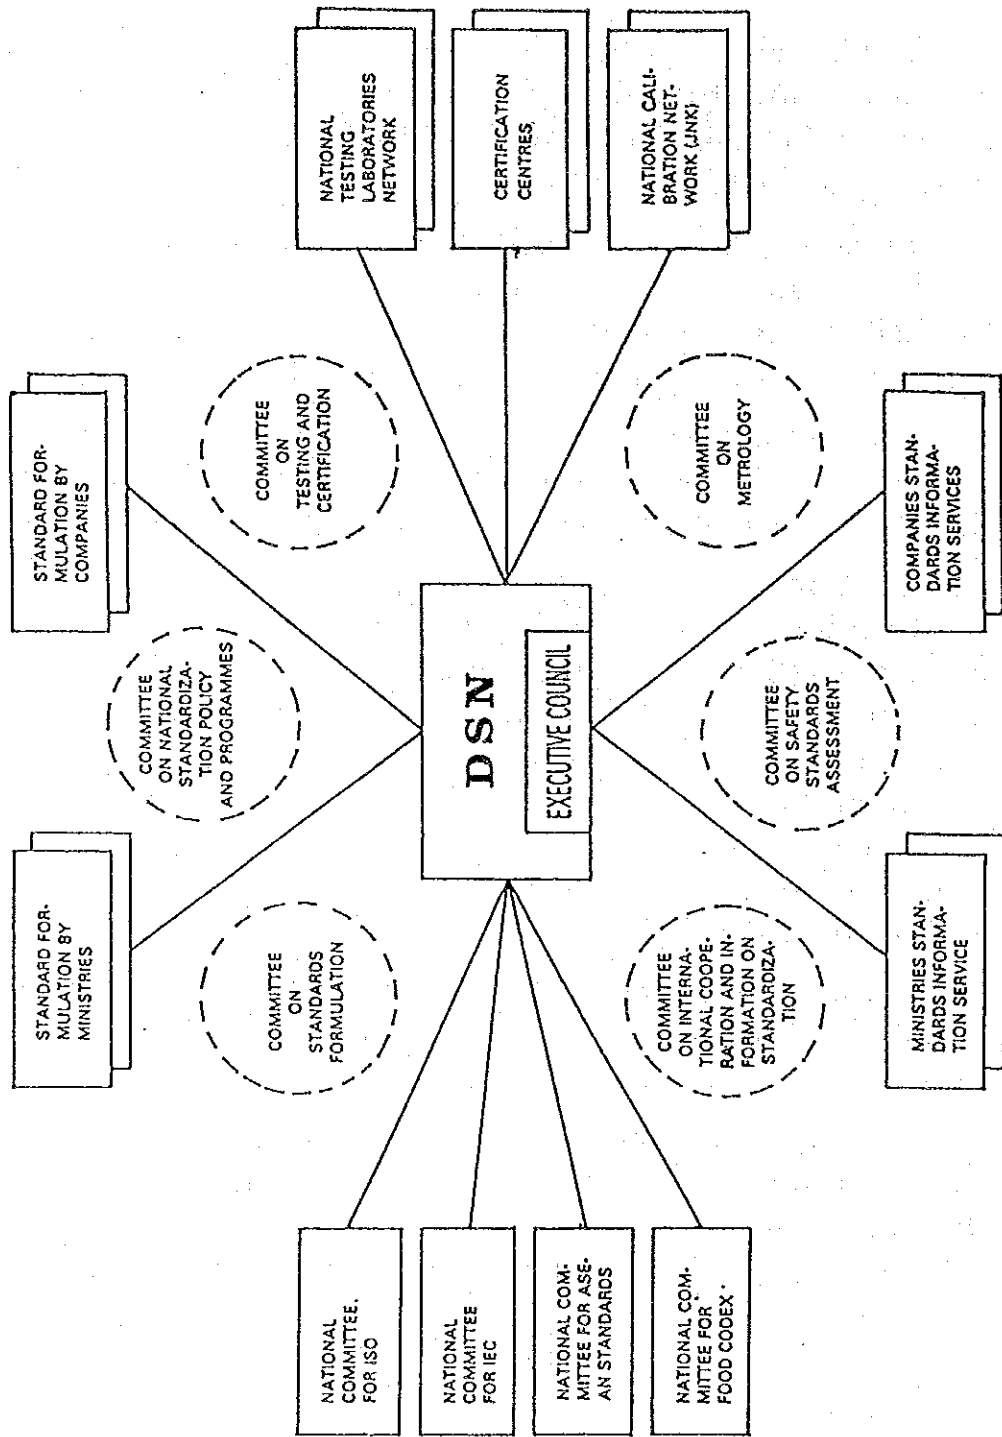 STANDARD FOR-
MULATION BY
MINISTRIES
STANDARD FOR-
MULATION BY
COMPANIES
COMMITTEE
ON NATIONAL
STANDARDIZA-
TION POLICY
AND PROGRAMMES
COMMITTEE
ON
STANDARDS
FORMULATION
COMMITTEE
ON
TESTING AND
CERTIFICATION
NATIONAL
COMMITTEE.
FOR ISO
NATIONAL
COMMITTEE
FOR IEC
NATIONAL COM-
MITTEE FOR ASE-
AN STANDARDS
NATIONAL COM-
MITTEE FOR
FOOD CODEX
DSN
EXECUTIVE COUNCIL
NATIONAL
TESTING
LABORATORIES
NETWORK
CERTIFICATION
CENTRES,
NATIONAL CALI-
BRATION NET-
WORK (JNK)
COMMITTEE
ON INTERNA-
TIONAL COOPE-
RATION AND IN-
FORMATION ON
STANDARDIZA-
TION
COMMITTEE
ON
METROLOGY
COMMITTEE
ON SAFETY
STANDARDS
ASSESSMENT
MINISTRIES STAN-
DARDS INFORMA-
TION SERVICE
COMPANIES STAN-
DARDS INFORMA-
TION SERVICES